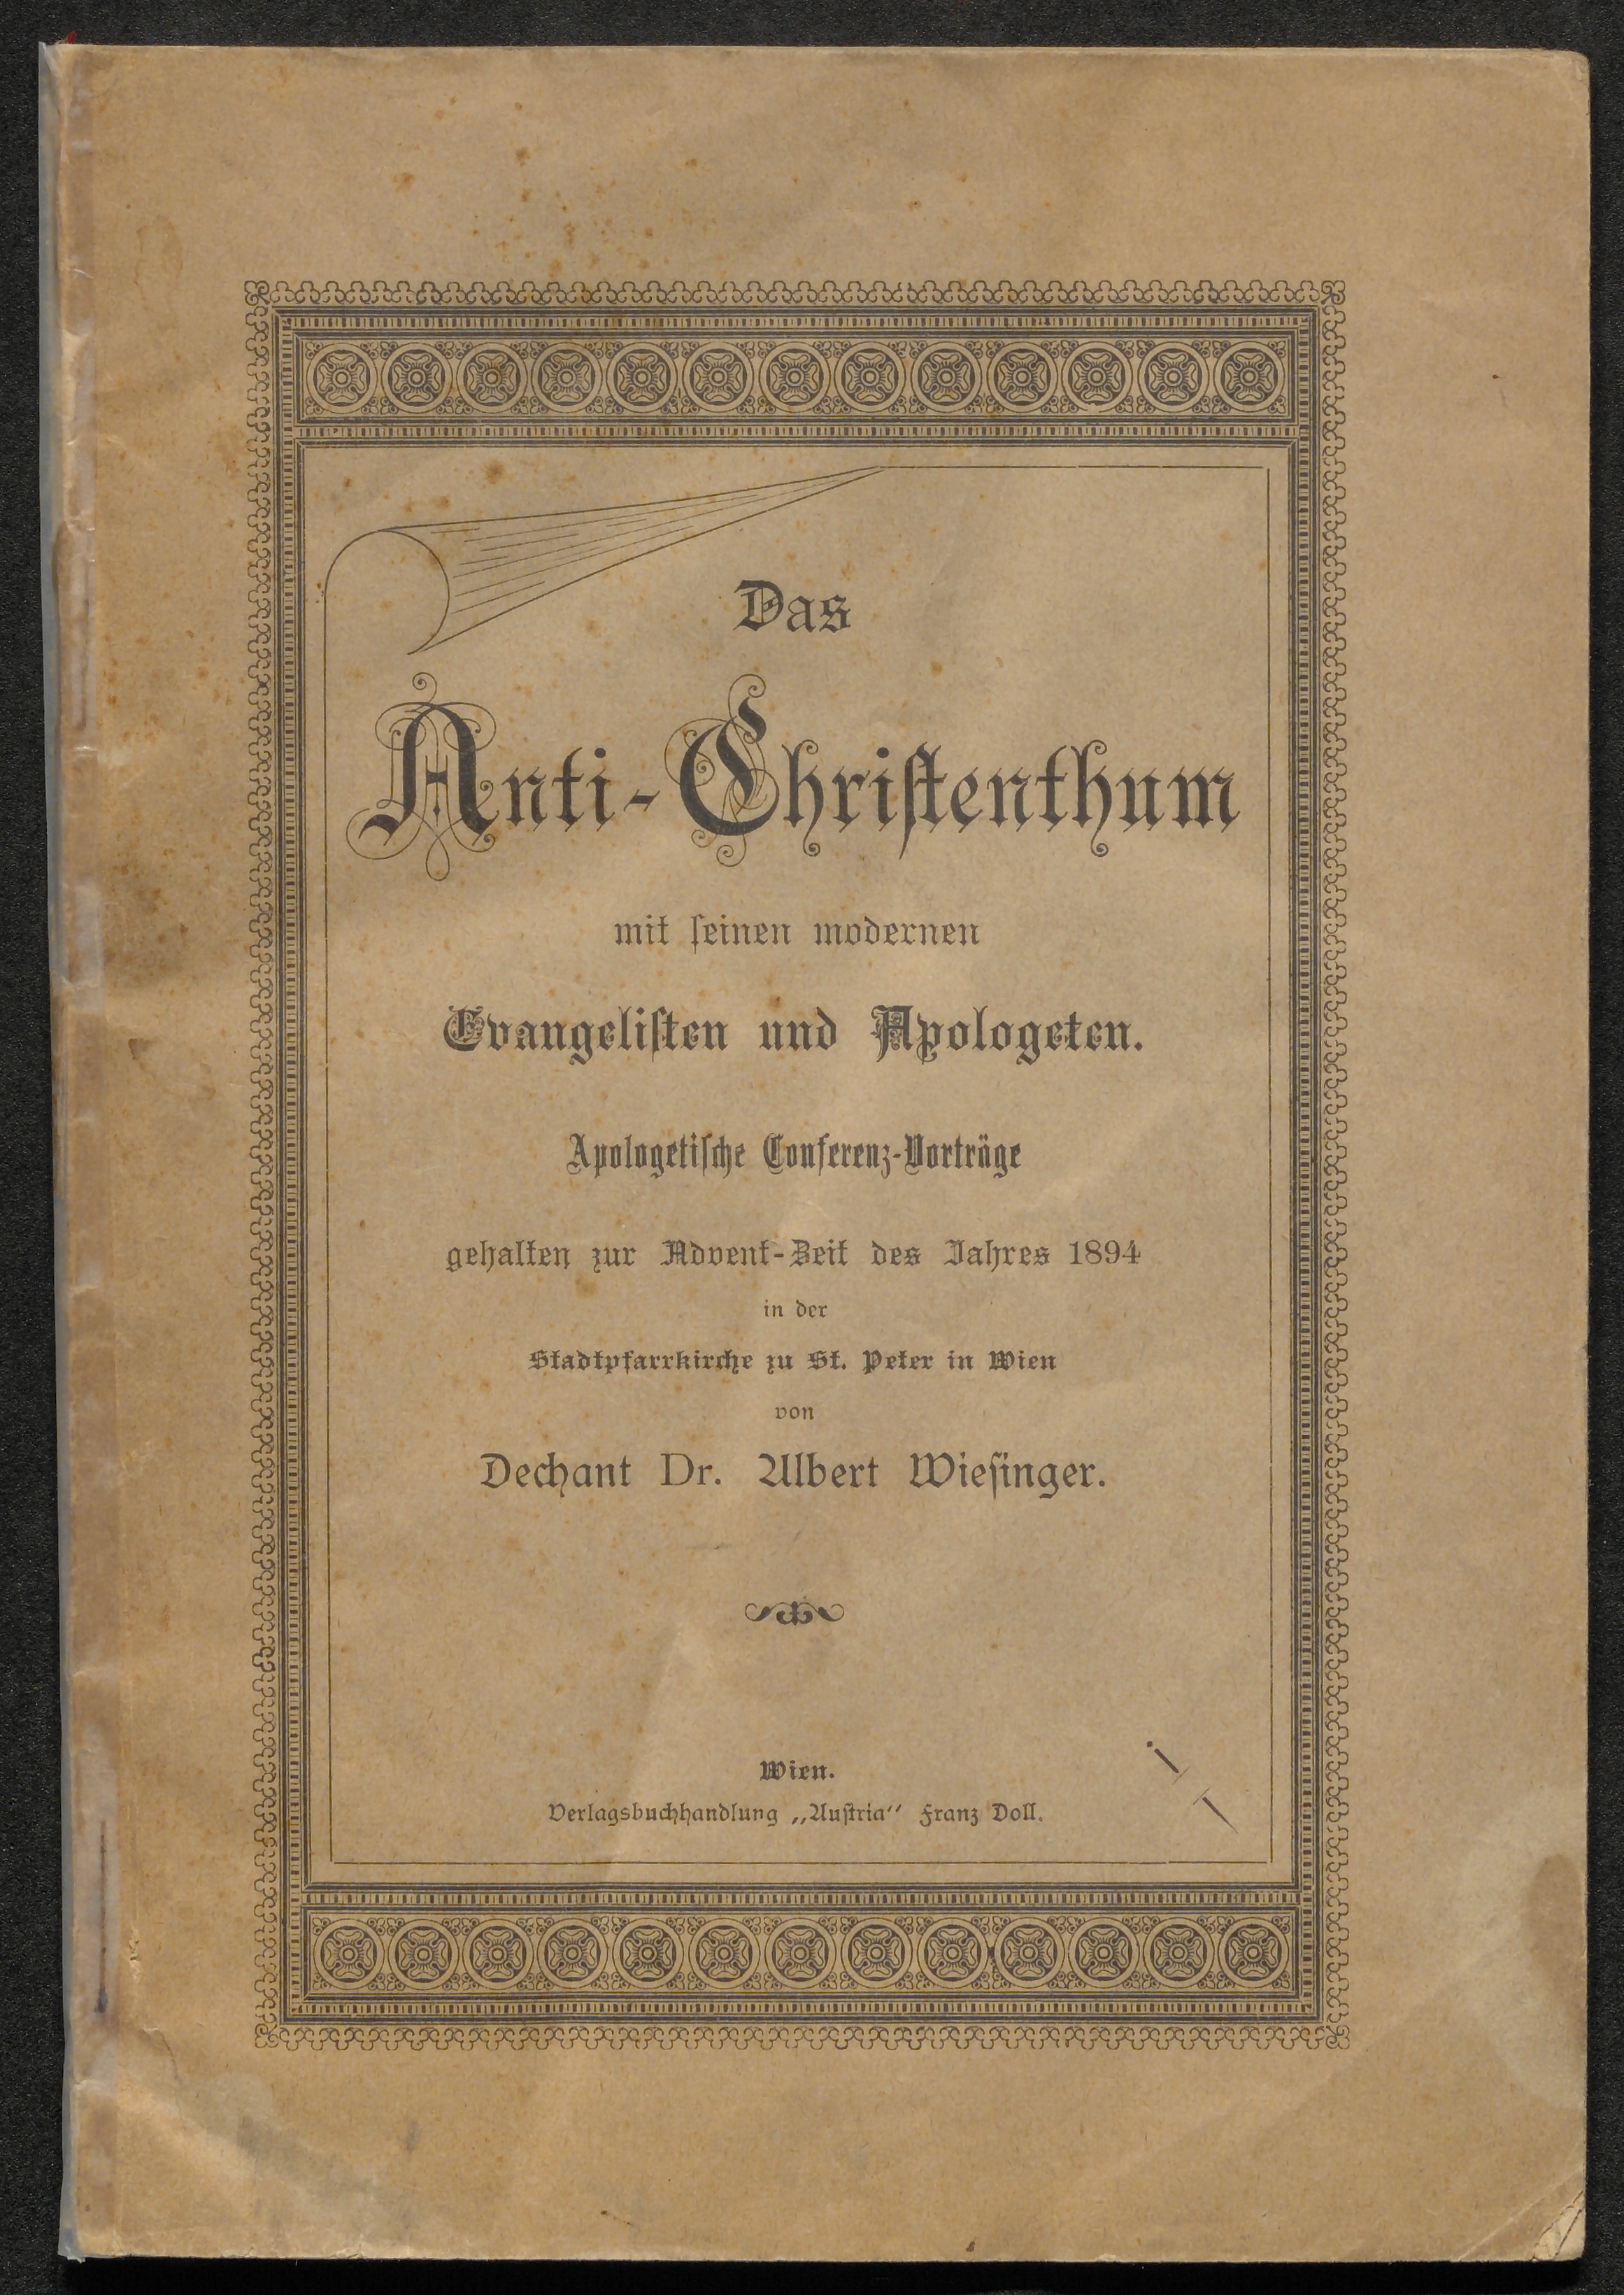 Das
Anti-Chriſtenthum
mit ſeinen modernen
Evangeliſten und Apologeten.
Apologetiſche Conferenz-Vorträge
gehalten zur Advent-Zeit des Jahres 1894
in der
Stadtpfarrkirche zu St. Peter in Wien
von
Dechant Dr. Albert Wieſinger.
Wien.
Verlagsbuchhandlung „Auſtria“ Franz Doll.